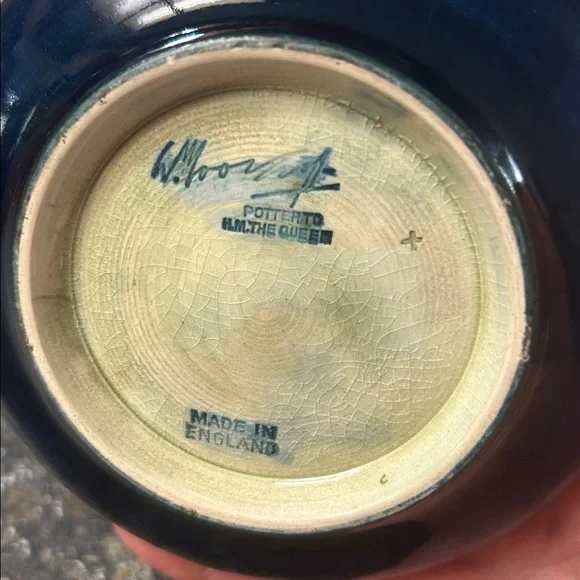 W. Moorcroft
POTTER TO
H.M. THE QUEEN
+
MADE IN
ENGLAND
c